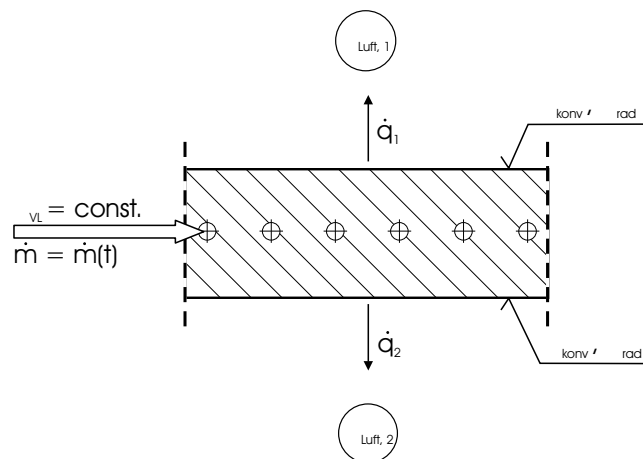 Luft, 1
konv , rad
q̇₁
VL = const.
ṁ = ṁ(t)
q̇₂
konv , rad
Luft, 2